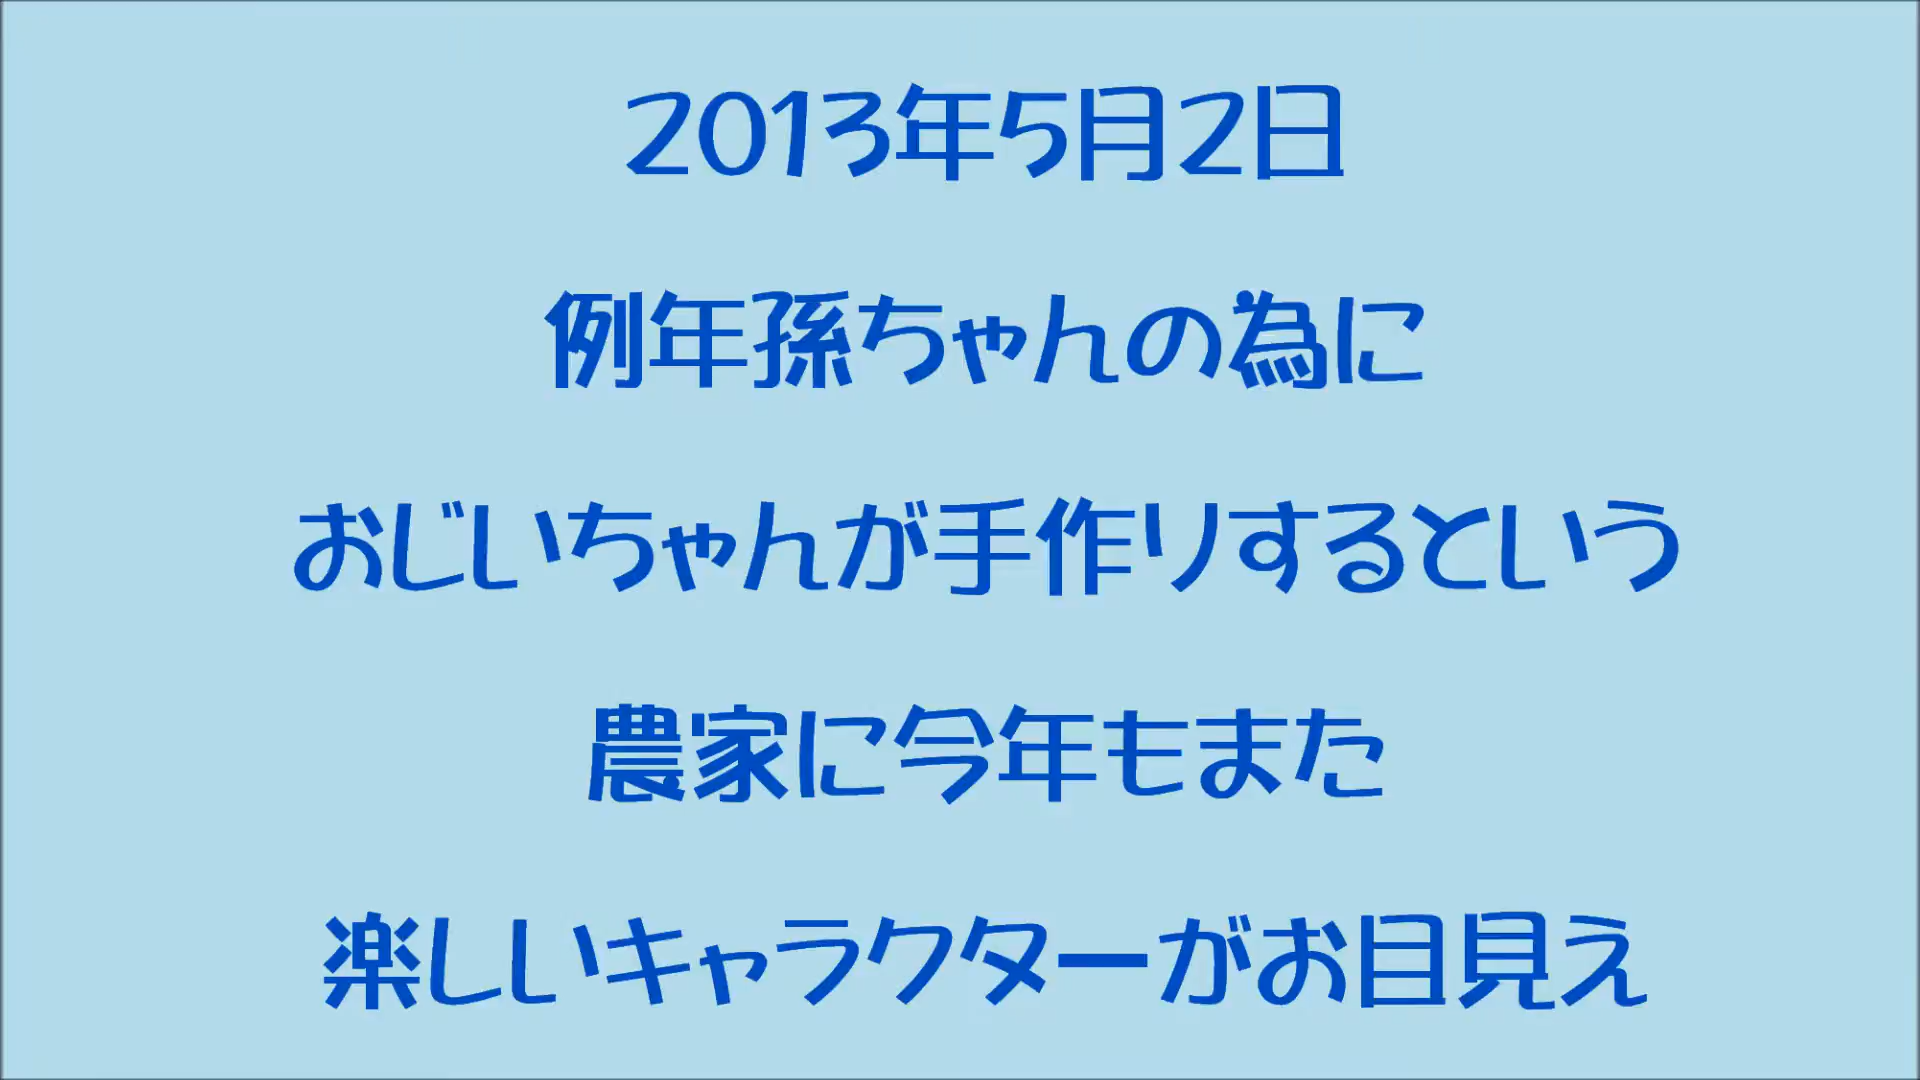 2013年5月2日
例年孫ちゃんの為に
おじいちゃんが手作りするという
農家に今年もまた
楽しいキャラクターがお目見え